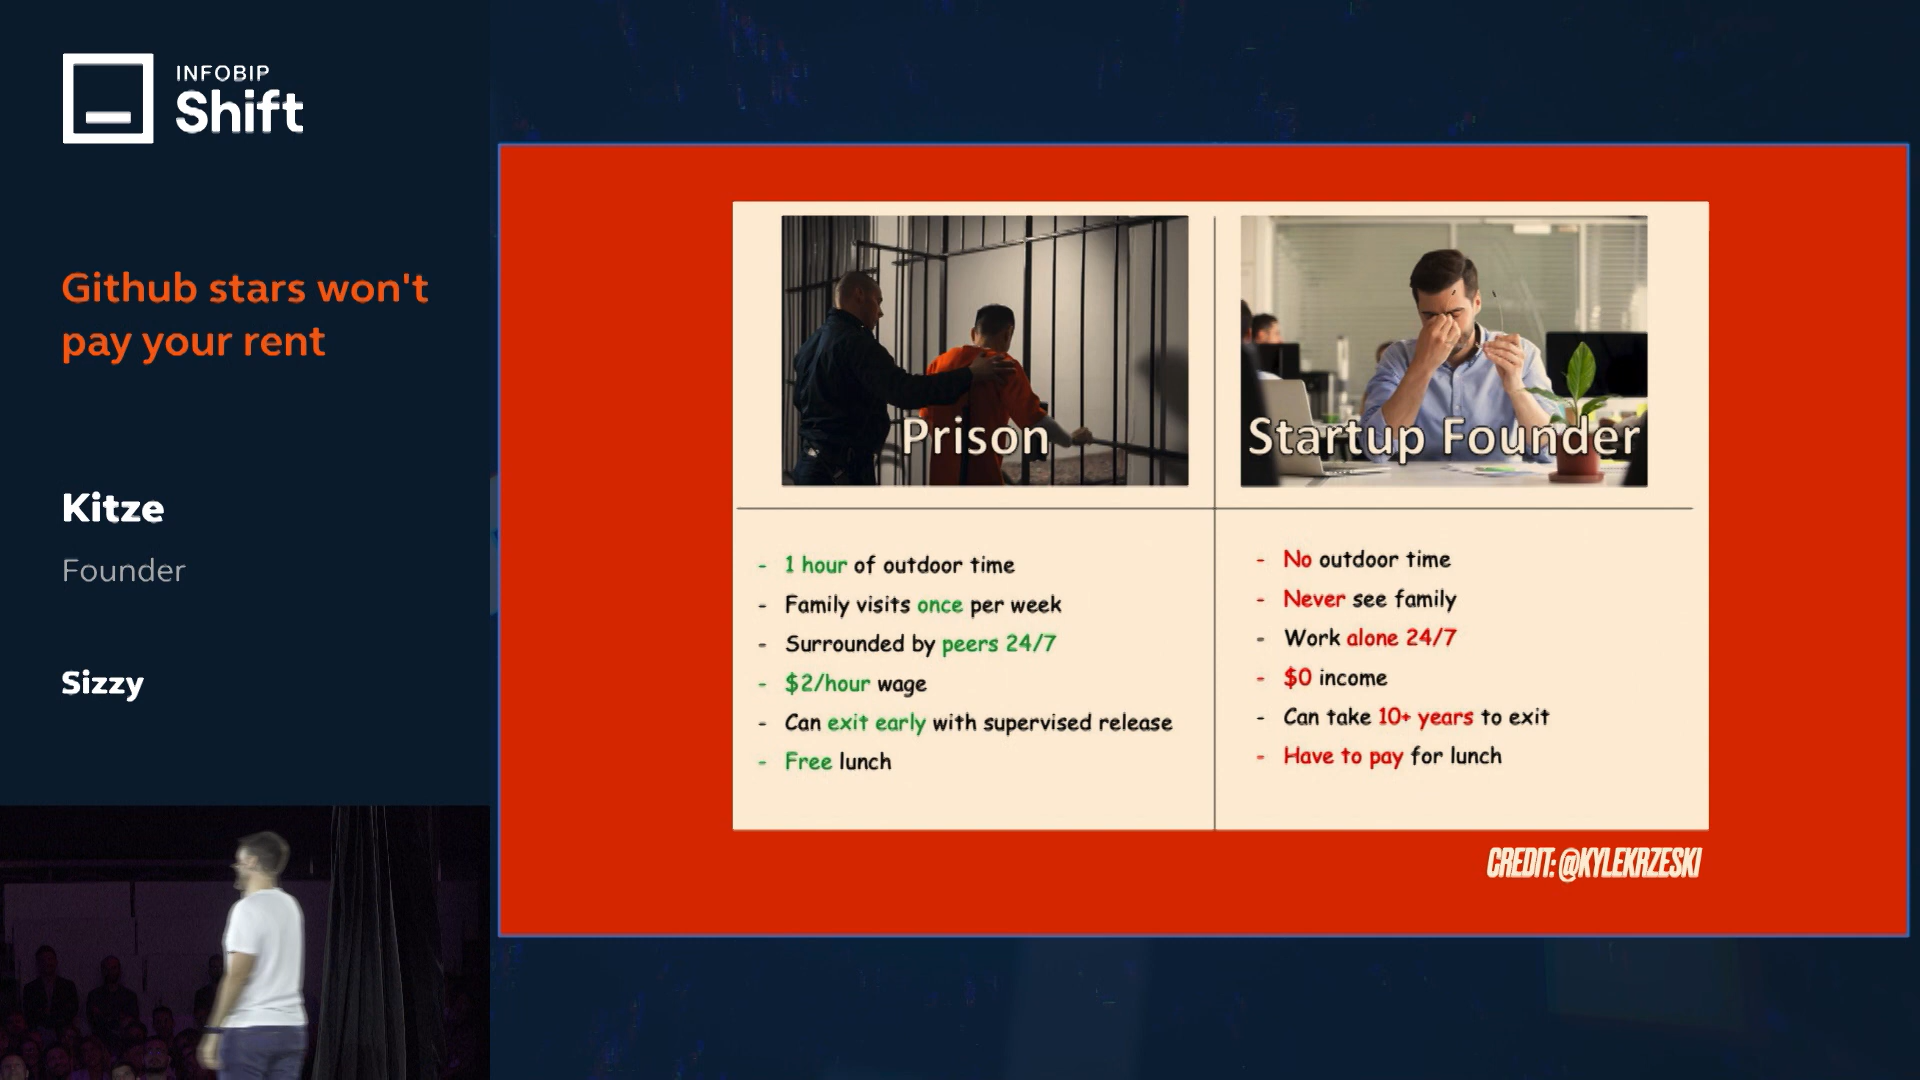 INFOBIP
Shift
Github stars won't
pay your rent
Kitze
Founder
Sizzy
Prison
Startup Founder
- 1 hour of outdoor time
- Family visits once per week
- Surrounded by peers 24/7
- $2/hour wage
- Can exit early with supervised release
- Free lunch
- No outdoor time
- Never see family
- Work alone 24/7
- $0 income
- Can take 10+ years to exit
- Have to pay for lunch
CREDIT: @KYLEKRZESKI